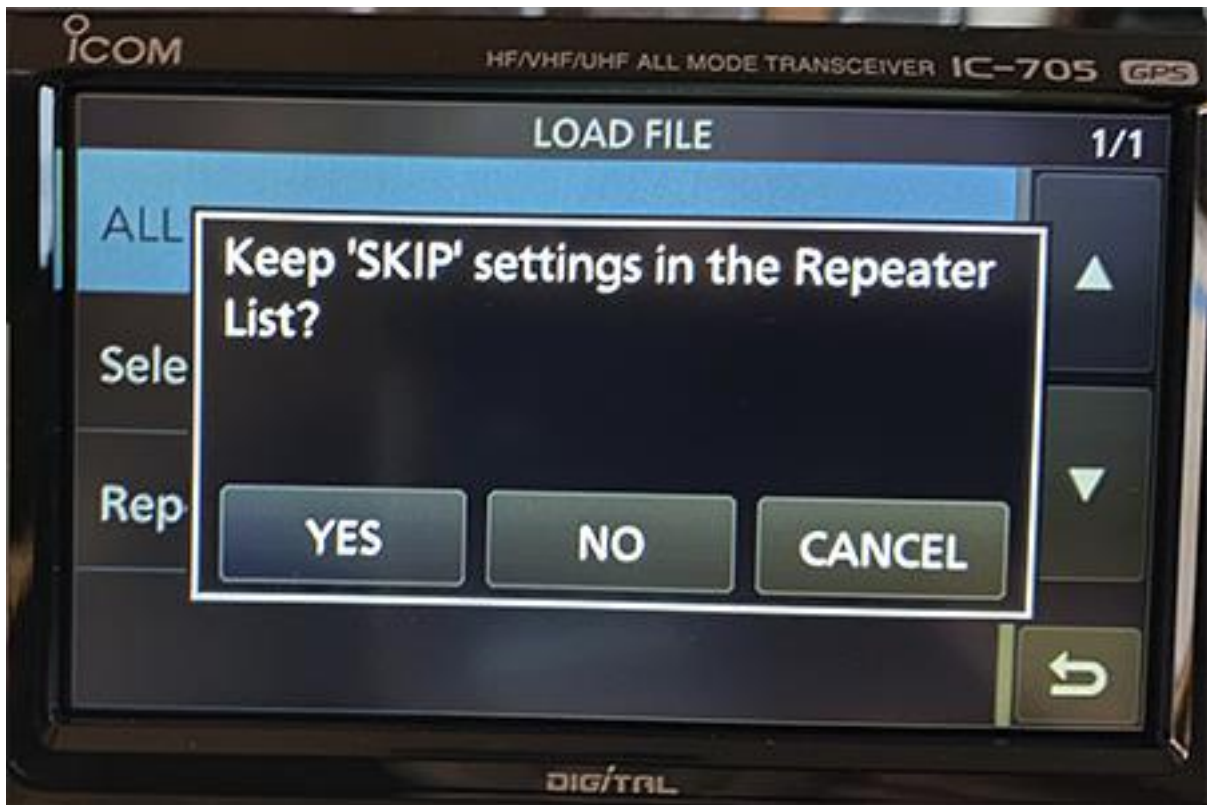 ICOM
HF/VHF/UHF ALL MODE TRANSCEIVER IC-705 GPS
LOAD FILE 1/1
ALL
Keep 'SKIP' settings in the Repeater
List?
Sele
Rep
YES NO CANCEL
DIGITAL